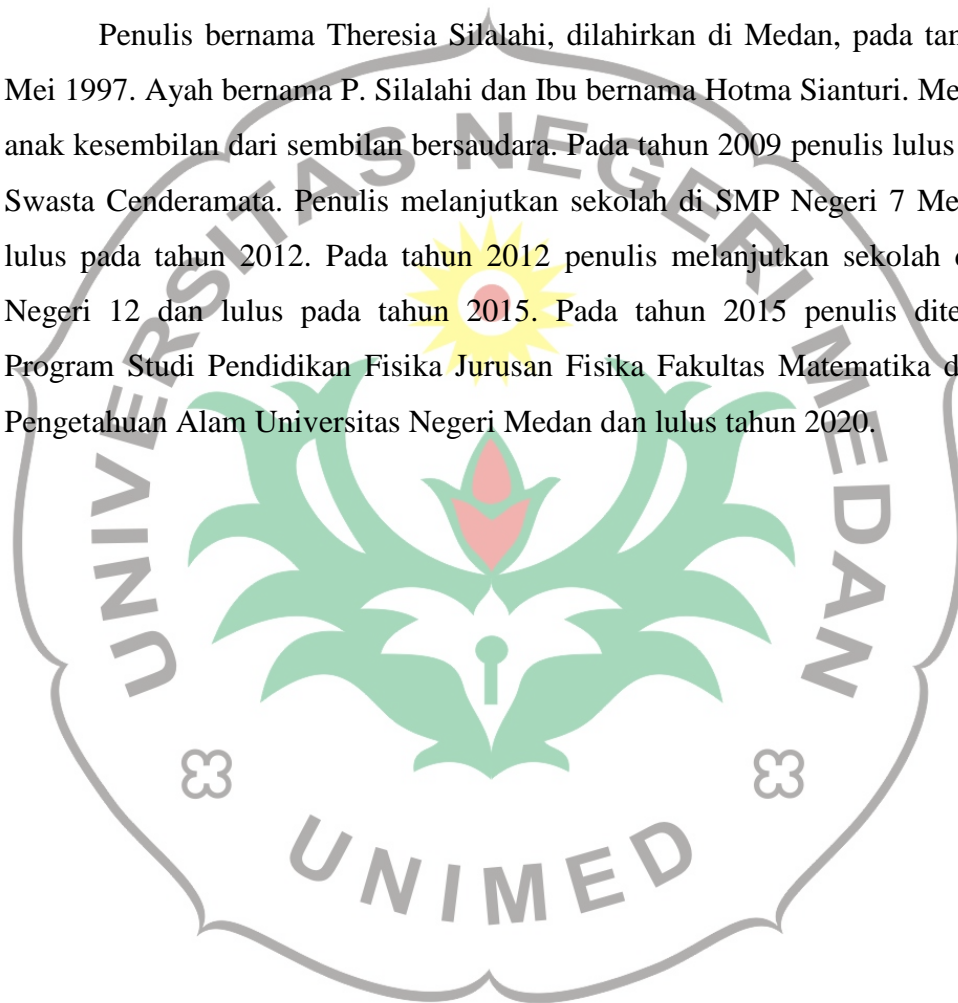 Penulis bernama Theresia Silalahi, dilahirkan di Medan, pada tan
Mei 1997. Ayah bernama P. Silalahi dan Ibu bernama Hotma Sianturi. Me
anak kesembilan dari sembilan bersaudara. Pada tahun 2009 penulis lulus
Swasta Cenderamata. Penulis melanjutkan sekolah di SMP Negeri 7 Me
lulus pada tahun 2012. Pada tahun 2012 penulis melanjutkan sekolah d
Negeri 12 dan lulus pada tahun 2015. Pada tahun 2015 penulis dite
Program Studi Pendidikan Fisika Jurusan Fisika Fakultas Matematika d
Pengetahuan Alam Universitas Negeri Medan dan lulus tahun 2020.
UNIVERSITAS NEGERI MEDAN
UNIMED